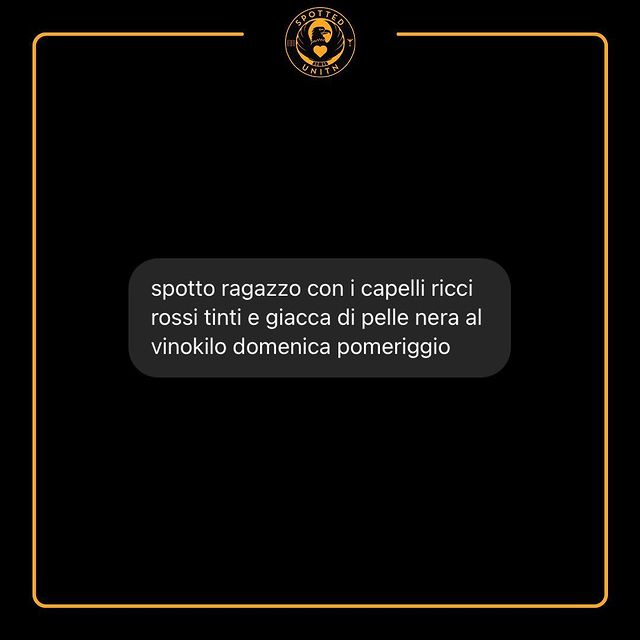 SPOTTED
UNITN
spotto ragazzo con i capelli ricci
rossi tinti e giacca di pelle nera al
vinokilo domenica pomeriggio